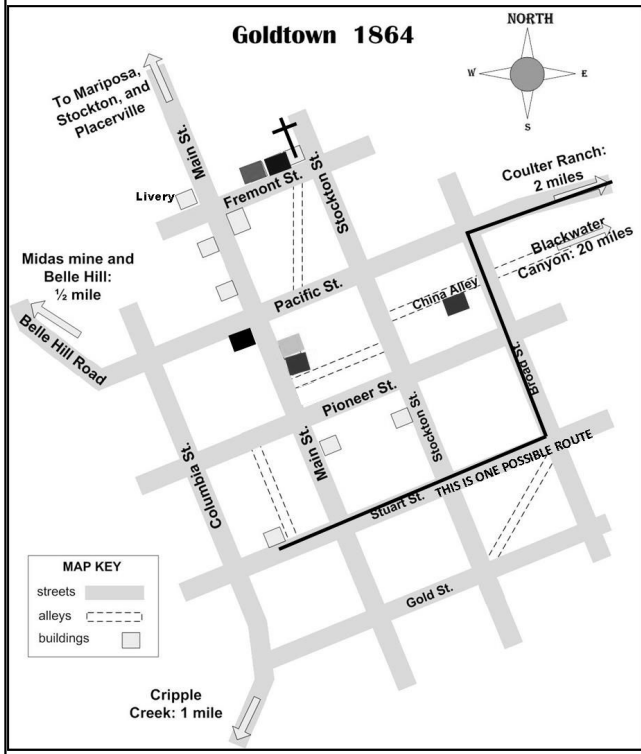 Goldtown 1864
NORTH
W
E
S
To Mariposa,
Stockton, and
Placerville
Main St.
Livery
Fremont St.
Stockton St.
Coulter Ranch:
2 miles
Blackwater
Canyon: 20 miles
Midas mine and
Belle Hill:
½ mile
Belle Hill Road
Pacific St.
China Alley
Pioneer St.
Broad St.
Columbia St.
Main St.
Stockton St.
Stuart St.
THIS IS ONE POSSIBLE ROUTE
Gold St.
MAP KEY
streets
alleys
buildings
Cripple
Creek: 1 mile